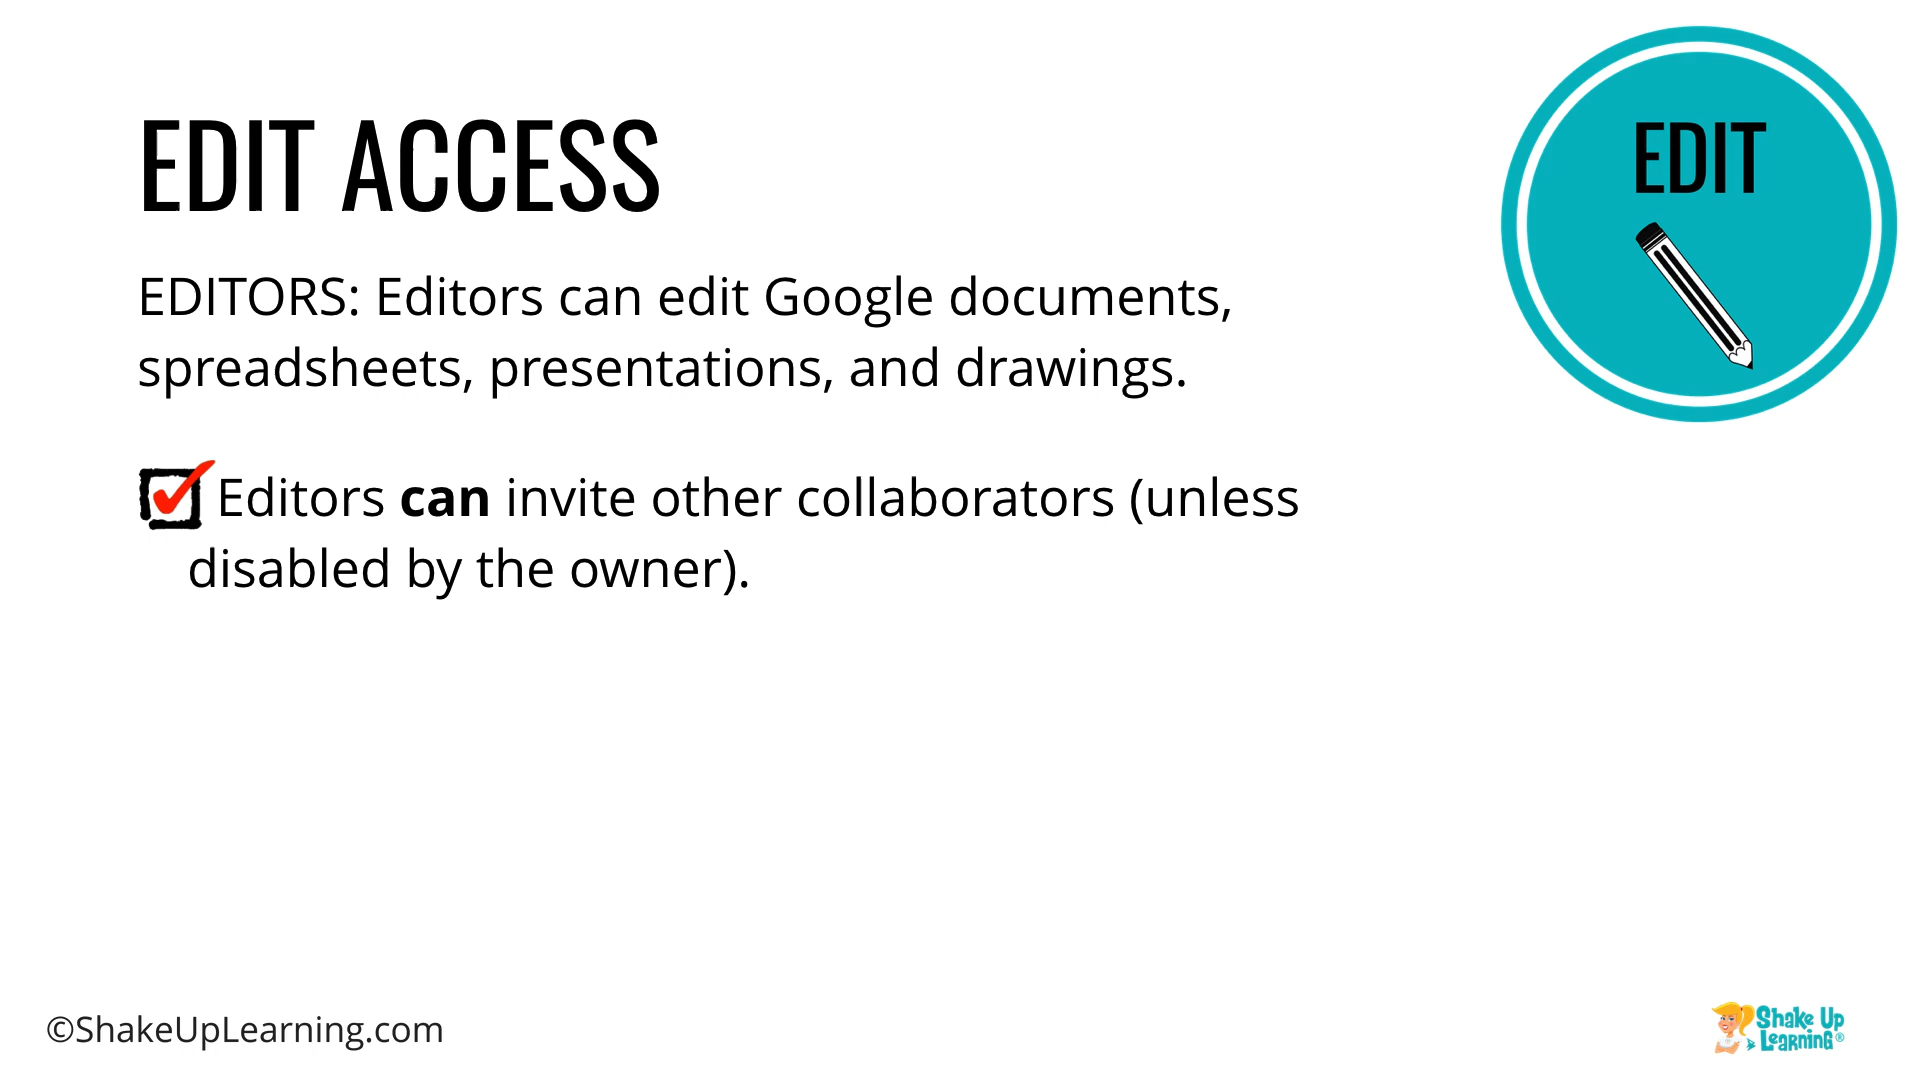 EDIT ACCESS
EDIT
EDITORS: Editors can edit Google documents,
spreadsheets, presentations, and drawings.
Editors can invite other collaborators (unless
disabled by the owner).
©ShakeUpLearning.com
Shake Up
Learning®